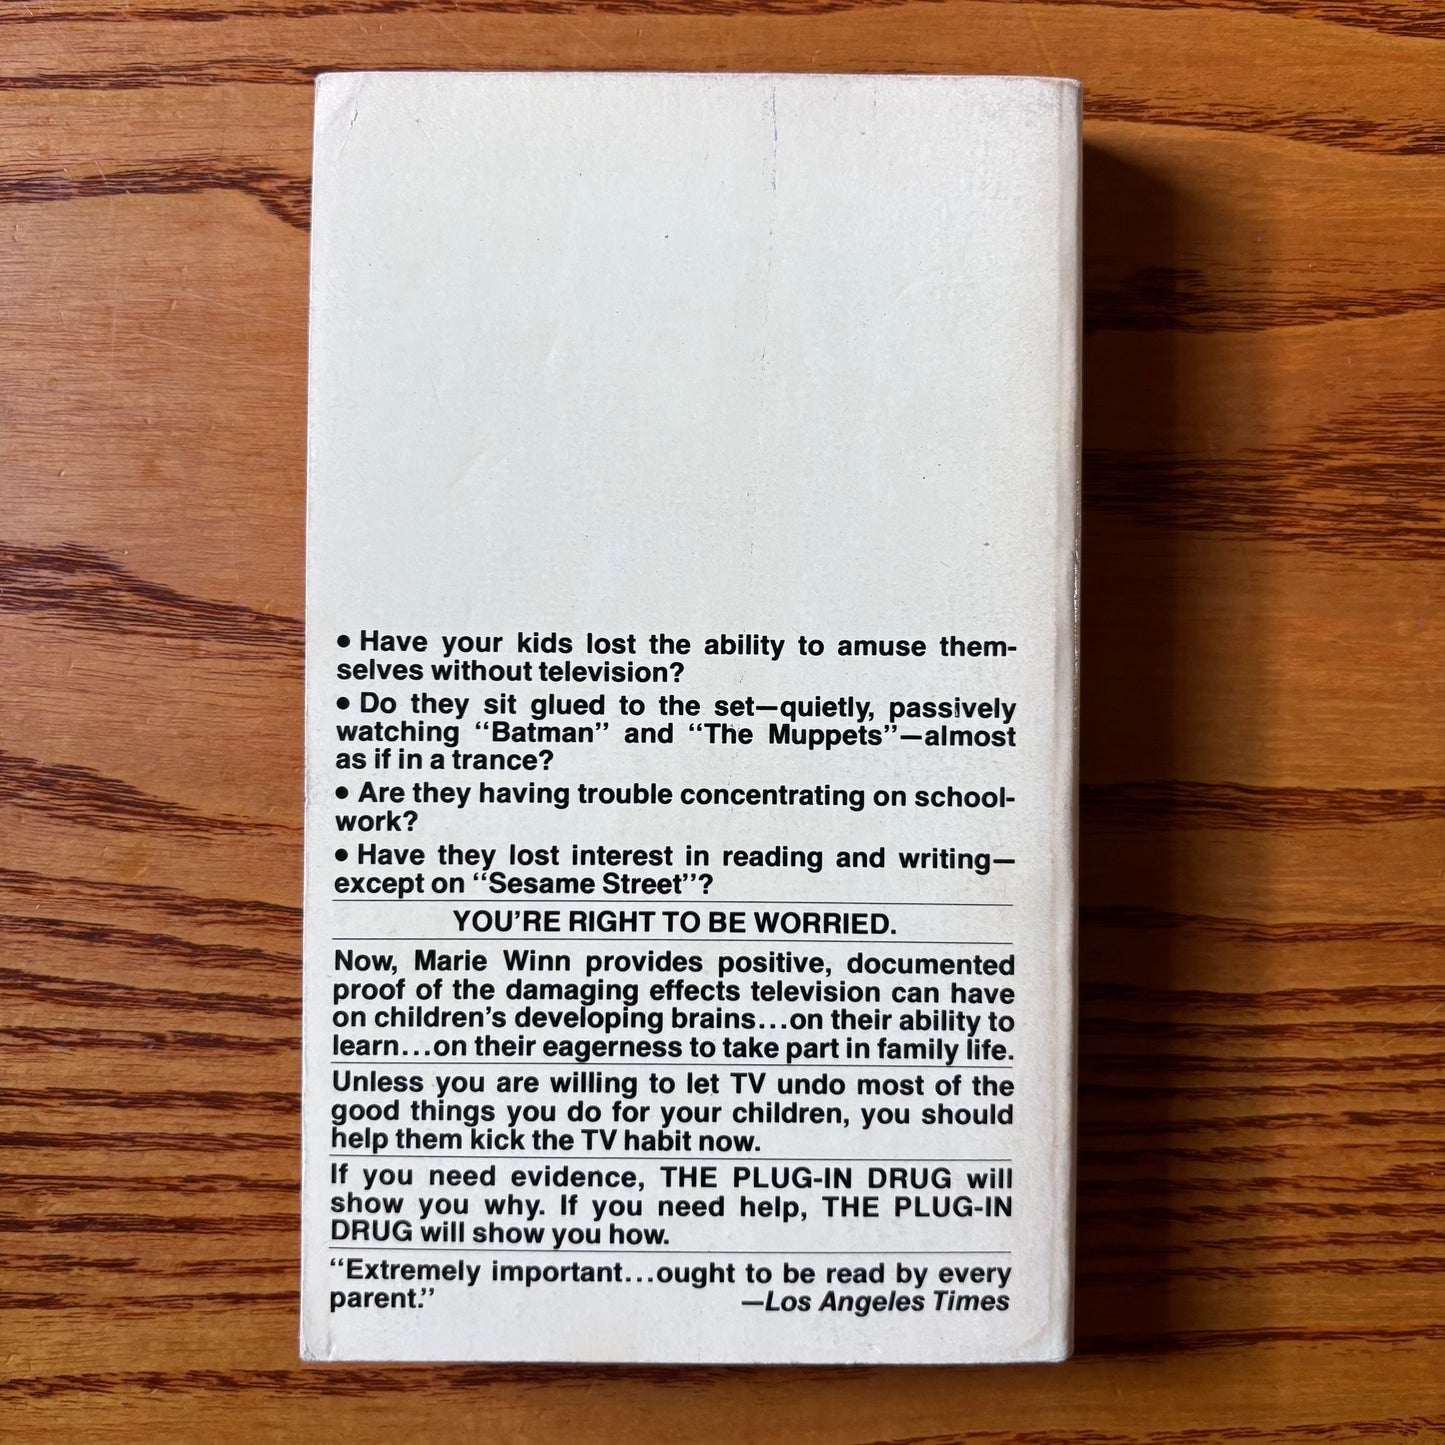 ● Have your kids lost the ability to amuse them-
selves without television?
● Do they sit glued to the set—quietly, passively
watching “Batman” and “The Muppets”—almost
as if in a trance?
● Are they having trouble concentrating on school-
work?
● Have they lost interest in reading and writing—
except on “Sesame Street”?
YOU’RE RIGHT TO BE WORRIED.
Now, Marie Winn provides positive, documented
proof of the damaging effects television can have
on children’s developing brains...on their ability to
learn...on their eagerness to take part in family life.
Unless you are willing to let TV undo most of the
good things you do for your children, you should
help them kick the TV habit now.
If you need evidence, THE PLUG-IN DRUG will
show you why. If you need help, THE PLUG-IN
DRUG will show you how.
“Extremely important...ought to be read by every
parent.” —Los Angeles Times